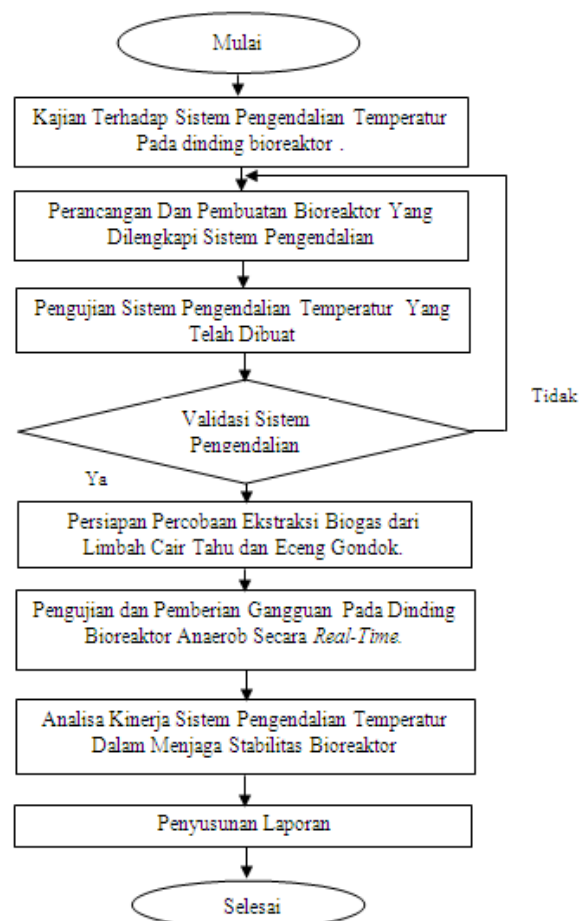 Mulai
Kajian Terhadap Sistem Pengendalian Temperatur
Pada dinding bioreaktor .
Perancangan Dan Pembuatan Bioreaktor Yang
Dilengkapi Sistem Pengendalian
Pengujian Sistem Pengendalian Temperatur Yang
Telah Dibuat
Tidak
Validasi Sistem
Pengendalian
Ya
Persiapan Percobaan Ekstraksi Biogas dari
Limbah Cair Tahu dan Eceng Gondok.
Pengujian dan Pemberian Gangguan Pada Dinding
Bioreaktor Anaerob Secara Real-Time.
Analisa Kinerja Sistem Pengendalian Temperatur
Dalam Menjaga Stabilitas Bioreaktor
Penyusunan Laporan
Selesai